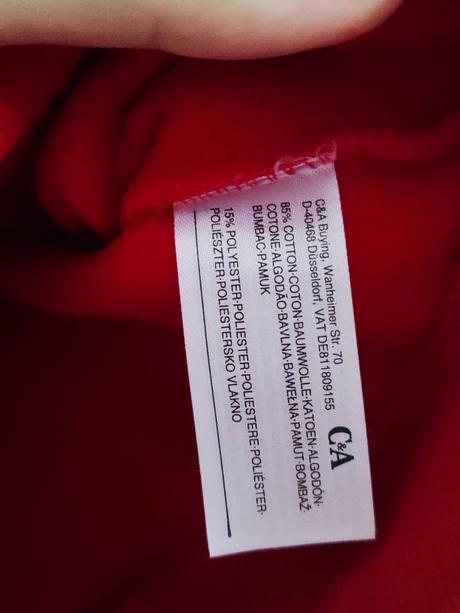 C&A
C&A Buying, Wanheimer Str. 70
D-40468 Düsseldorf, VAT DE811809155
85% COTTON·COTON·BAUMWOLLE·KATOEN·ALGODÓN·
COTONE·ALGODÃO·BAVLNA·BAWEŁNA·PAMUT·BOMBAŽ·
BUMBAC·PAMUK
15% POLYESTER·POLIESTER·POLIESTERE·POLIÉSTER·
POLIÉSZTER·POLIESTERSKO VLAKNO